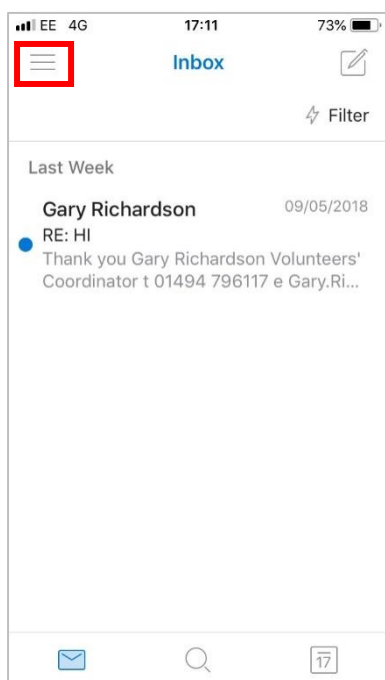 EE 4G 17:11 73%
Inbox
Filter
Last Week
Gary Richardson 09/05/2018
RE: HI
Thank you Gary Richardson Volunteers'
Coordinator t 01494 796117 e Gary.Ri...
17